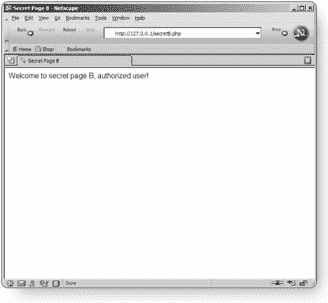 Secret Page B - Netscape
File Edit View Go Bookmarks Tools Window Help
Back Forward Reload Stop http://127.0.0.1/secretB.php Print N
Home Shop Bookmarks
Secret Page B
Welcome to secret page B, authorized user!
Done